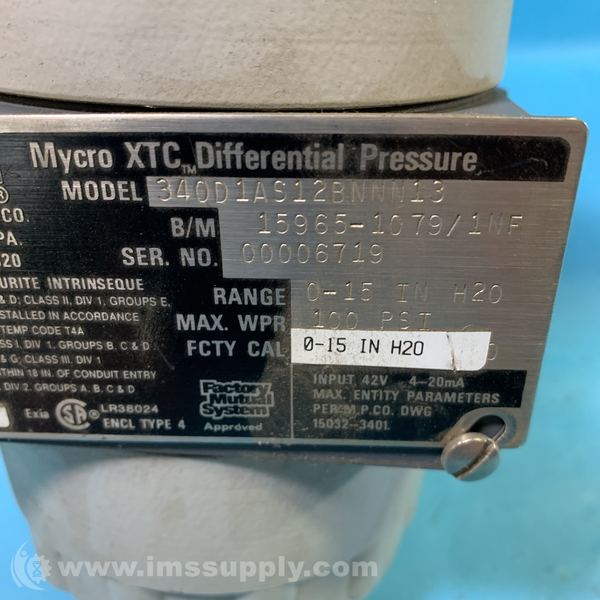 Mycro XTC™ Differential Pressure
MODEL 340D1AS12BNNN13
CO. B/M 15965-1079/1NF
PA.
SER. NO. 00006719
URITE INTRINSEQUE
& D; CLASS II, DIV 1, GROUPS E,
STALLED IN ACCORDANCE
TEMP CODE T4A
SS I, DIV 1. GROUPS B, C & D
& G; CLASS III. DIV 1
ITHIN 18 IN. OF CONDUIT ENTRY
DIV 2. GROUPS A, B, C & D
RANGE 0-15 IN H2O
MAX. WPR 100 PSI
FCTY CAL 0-15 IN H2O
Exia SA LR38024
ENCL TYPE 4
Factory
Mutual
System
Approved
INPUT 42V 4-20mA
MAX. ENTITY PARAMETERS
PER M.P.CO. DWG
15032-3401.
© www.imssupply.com/